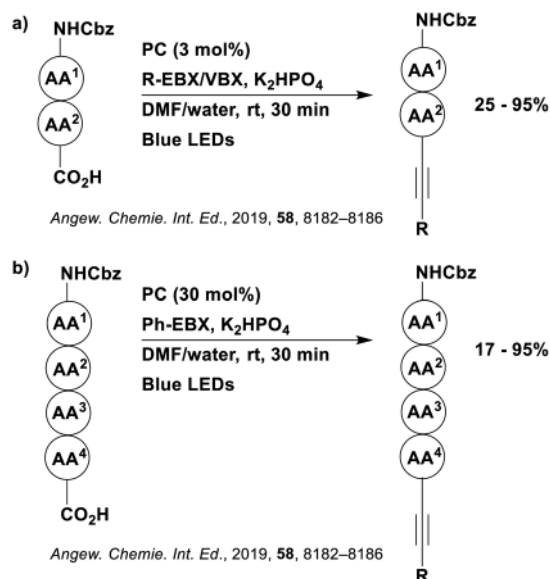 a)
NHCbz
AA¹
AA²
CO₂H
PC (3 mol%)
R-EBX/VBX, K₂HPO₄
DMF/water, rt, 30 min
Blue LEDs
NHCbz
AA¹
AA²
R
25 - 95%
Angew. Chemie. Int. Ed., 2019, 58, 8182–8186
b)
NHCbz
AA¹
AA²
AA³
AA⁴
CO₂H
PC (30 mol%)
Ph-EBX, K₂HPO₄
DMF/water, rt, 30 min
Blue LEDs
NHCbz
AA¹
AA²
AA³
AA⁴
R
17 - 95%
Angew. Chemie. Int. Ed., 2019, 58, 8182–8186